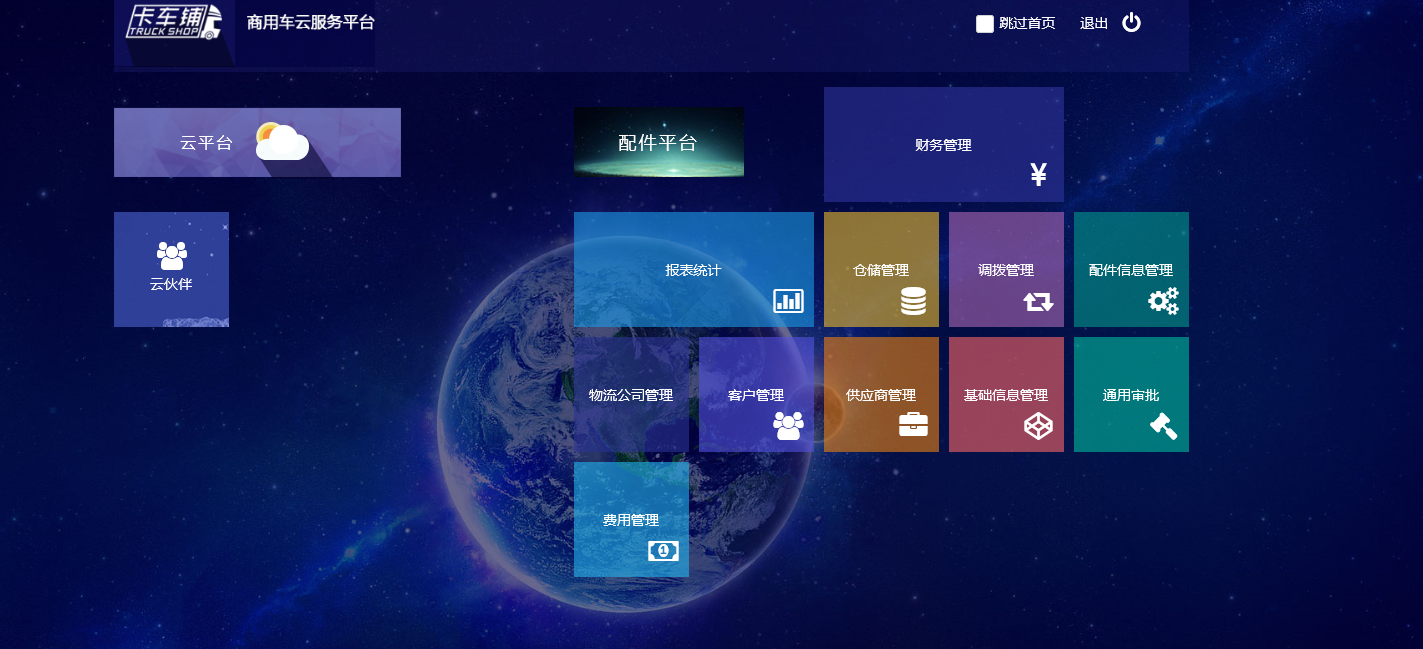 卡车铺
TRUCK SHOP
商用车云服务平台
跳过首页
退出
云平台
配件平台
财务管理
¥
云伙伴
报表统计
仓储管理
调拨管理
配件信息管理
物流公司管理
客户管理
供应商管理
基础信息管理
通用审批
费用管理
1